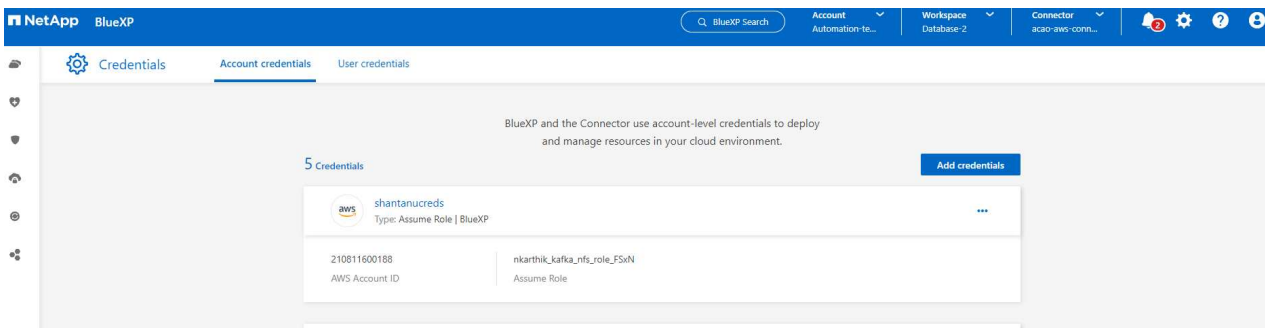 NetApp BlueXP
BlueXP Search
Account
Automation-te...
Workspace
Database-2
Connector
acao-aws-conn...
2
Credentials
Account credentials
User credentials
BlueXP and the Connector use account-level credentials to deploy
and manage resources in your cloud environment.
5 Credentials
Add credentials
aws
shantanucreds
Type: Assume Role | BlueXP
210811600188
AWS Account ID
nkarthik_kafka_nfs_role_FSxN
Assume Role